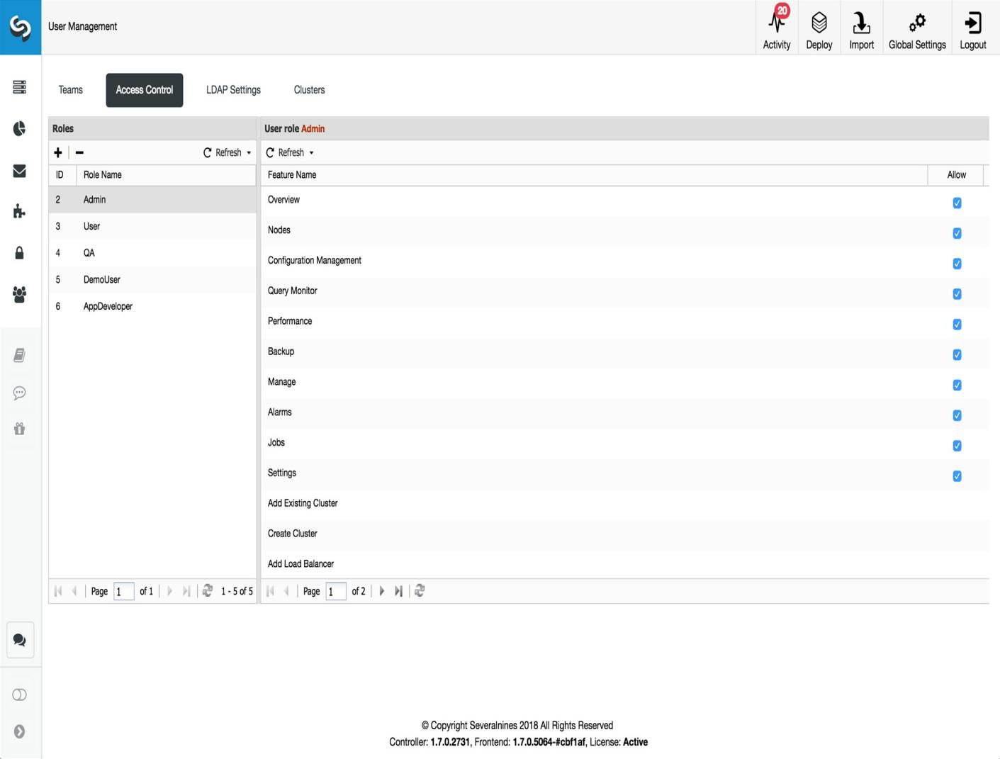 User Management
20
Activity
Deploy
Import
Global Settings
Logout
Teams
Access Control
LDAP Settings
Clusters
Roles
Refresh
ID Role Name
2 Admin
3 User
4 QA
5 DemoUser
6 AppDeveloper
Page 1 of 1
1 - 5 of 5
User role Admin
Refresh
Feature Name Allow
Overview
Nodes
Configuration Management
Query Monitor
Performance
Backup
Manage
Alarms
Jobs
Settings
Add Existing Cluster
Create Cluster
Add Load Balancer
Page 1 of 2
© Copyright Severalnines 2018 All Rights Reserved
Controller: 1.7.0.2731, Frontend: 1.7.0.5064-#cbf1af, License: Active